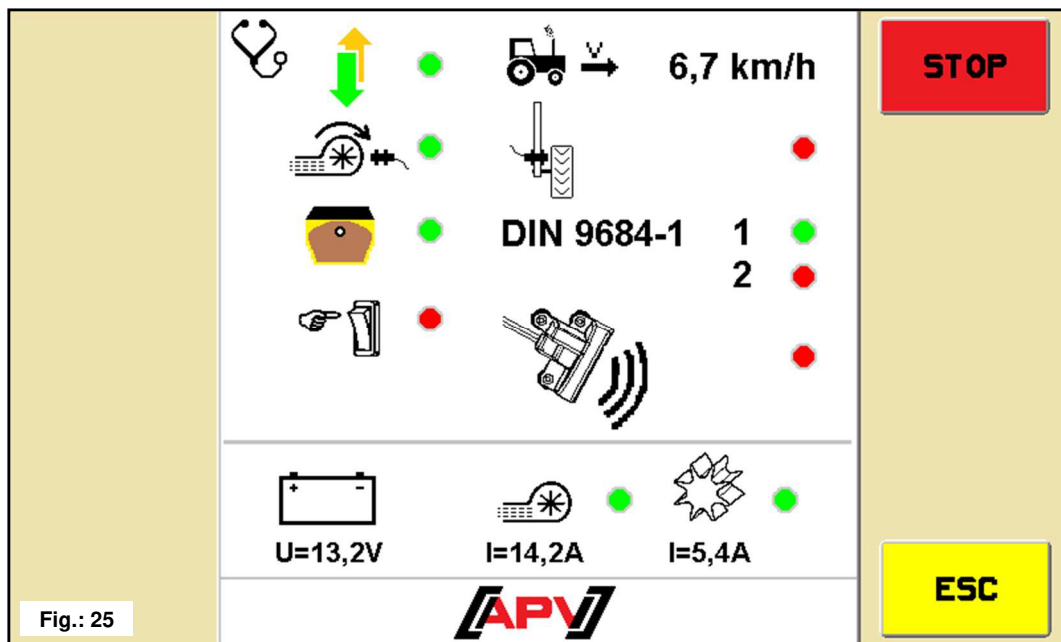 V
6,7 km/h
STOP
DIN 9684-1 1
2
+ -
U=13,2V I=14,2A I=5,4A
APV
ESC
Fig.: 25